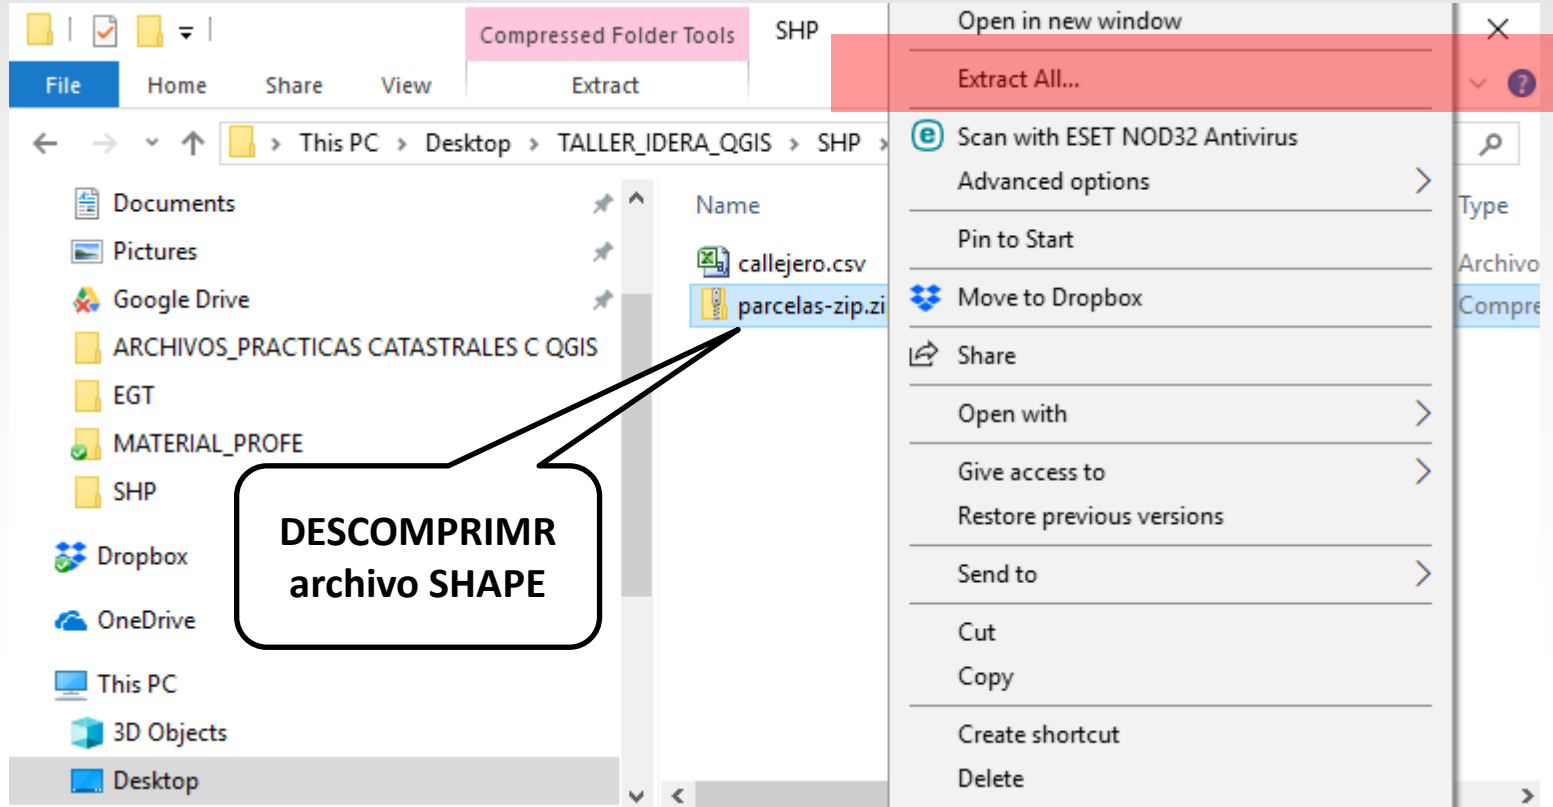 Compressed Folder Tools
SHP
File
Home
Share
View
Extract
This PC > Desktop > TALLER_IDERA_QGIS > SHP >
Documents
Pictures
Google Drive
ARCHIVOS_PRACTICAS CATASTRALES C QGIS
EGT
MATERIAL_PROFE
SHP
Dropbox
OneDrive
This PC
3D Objects
Desktop
Name
Type
callejero.csv
Archivo
parcelas-zip.zi
Compre
DESCOMPRIMR
archivo SHAPE
Open in new window
Extract All...
Scan with ESET NOD32 Antivirus
Advanced options
Pin to Start
Move to Dropbox
Share
Open with
Give access to
Restore previous versions
Send to
Cut
Copy
Create shortcut
Delete